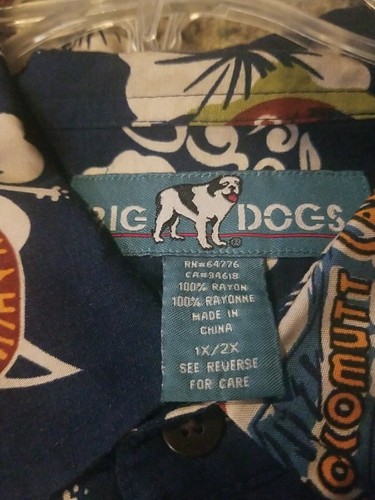 BIG DOGS
RN#64776
CA#34618
100% RAYON
100% RAYONNE
MADE IN
CHINA
1X/2X
SEE REVERSE
FOR CARE
OCOMUTT